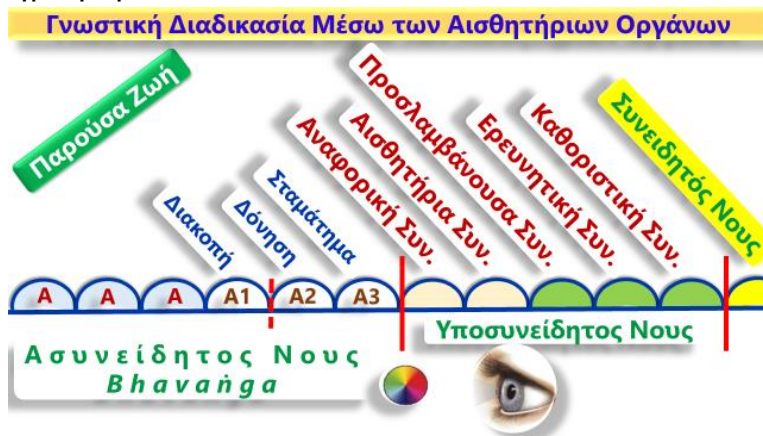 Γνωστική Διαδικασία Μέσω των Αισθητήριων Οργάνων
Παρούσα Ζωή
Διακοπή
Δόνηση
Σταμάτημα
Αναφορική Συν.
Αισθητήρια Συν.
Προσλαμβάνουσα Συν.
Ερευνητική Συν.
Καθοριστική Συν.
Συνειδητός Νους
A A A A1 A2 A3
Ασυνείδητος Νους
Bhavaṅga
Υποσυνείδητος Νους